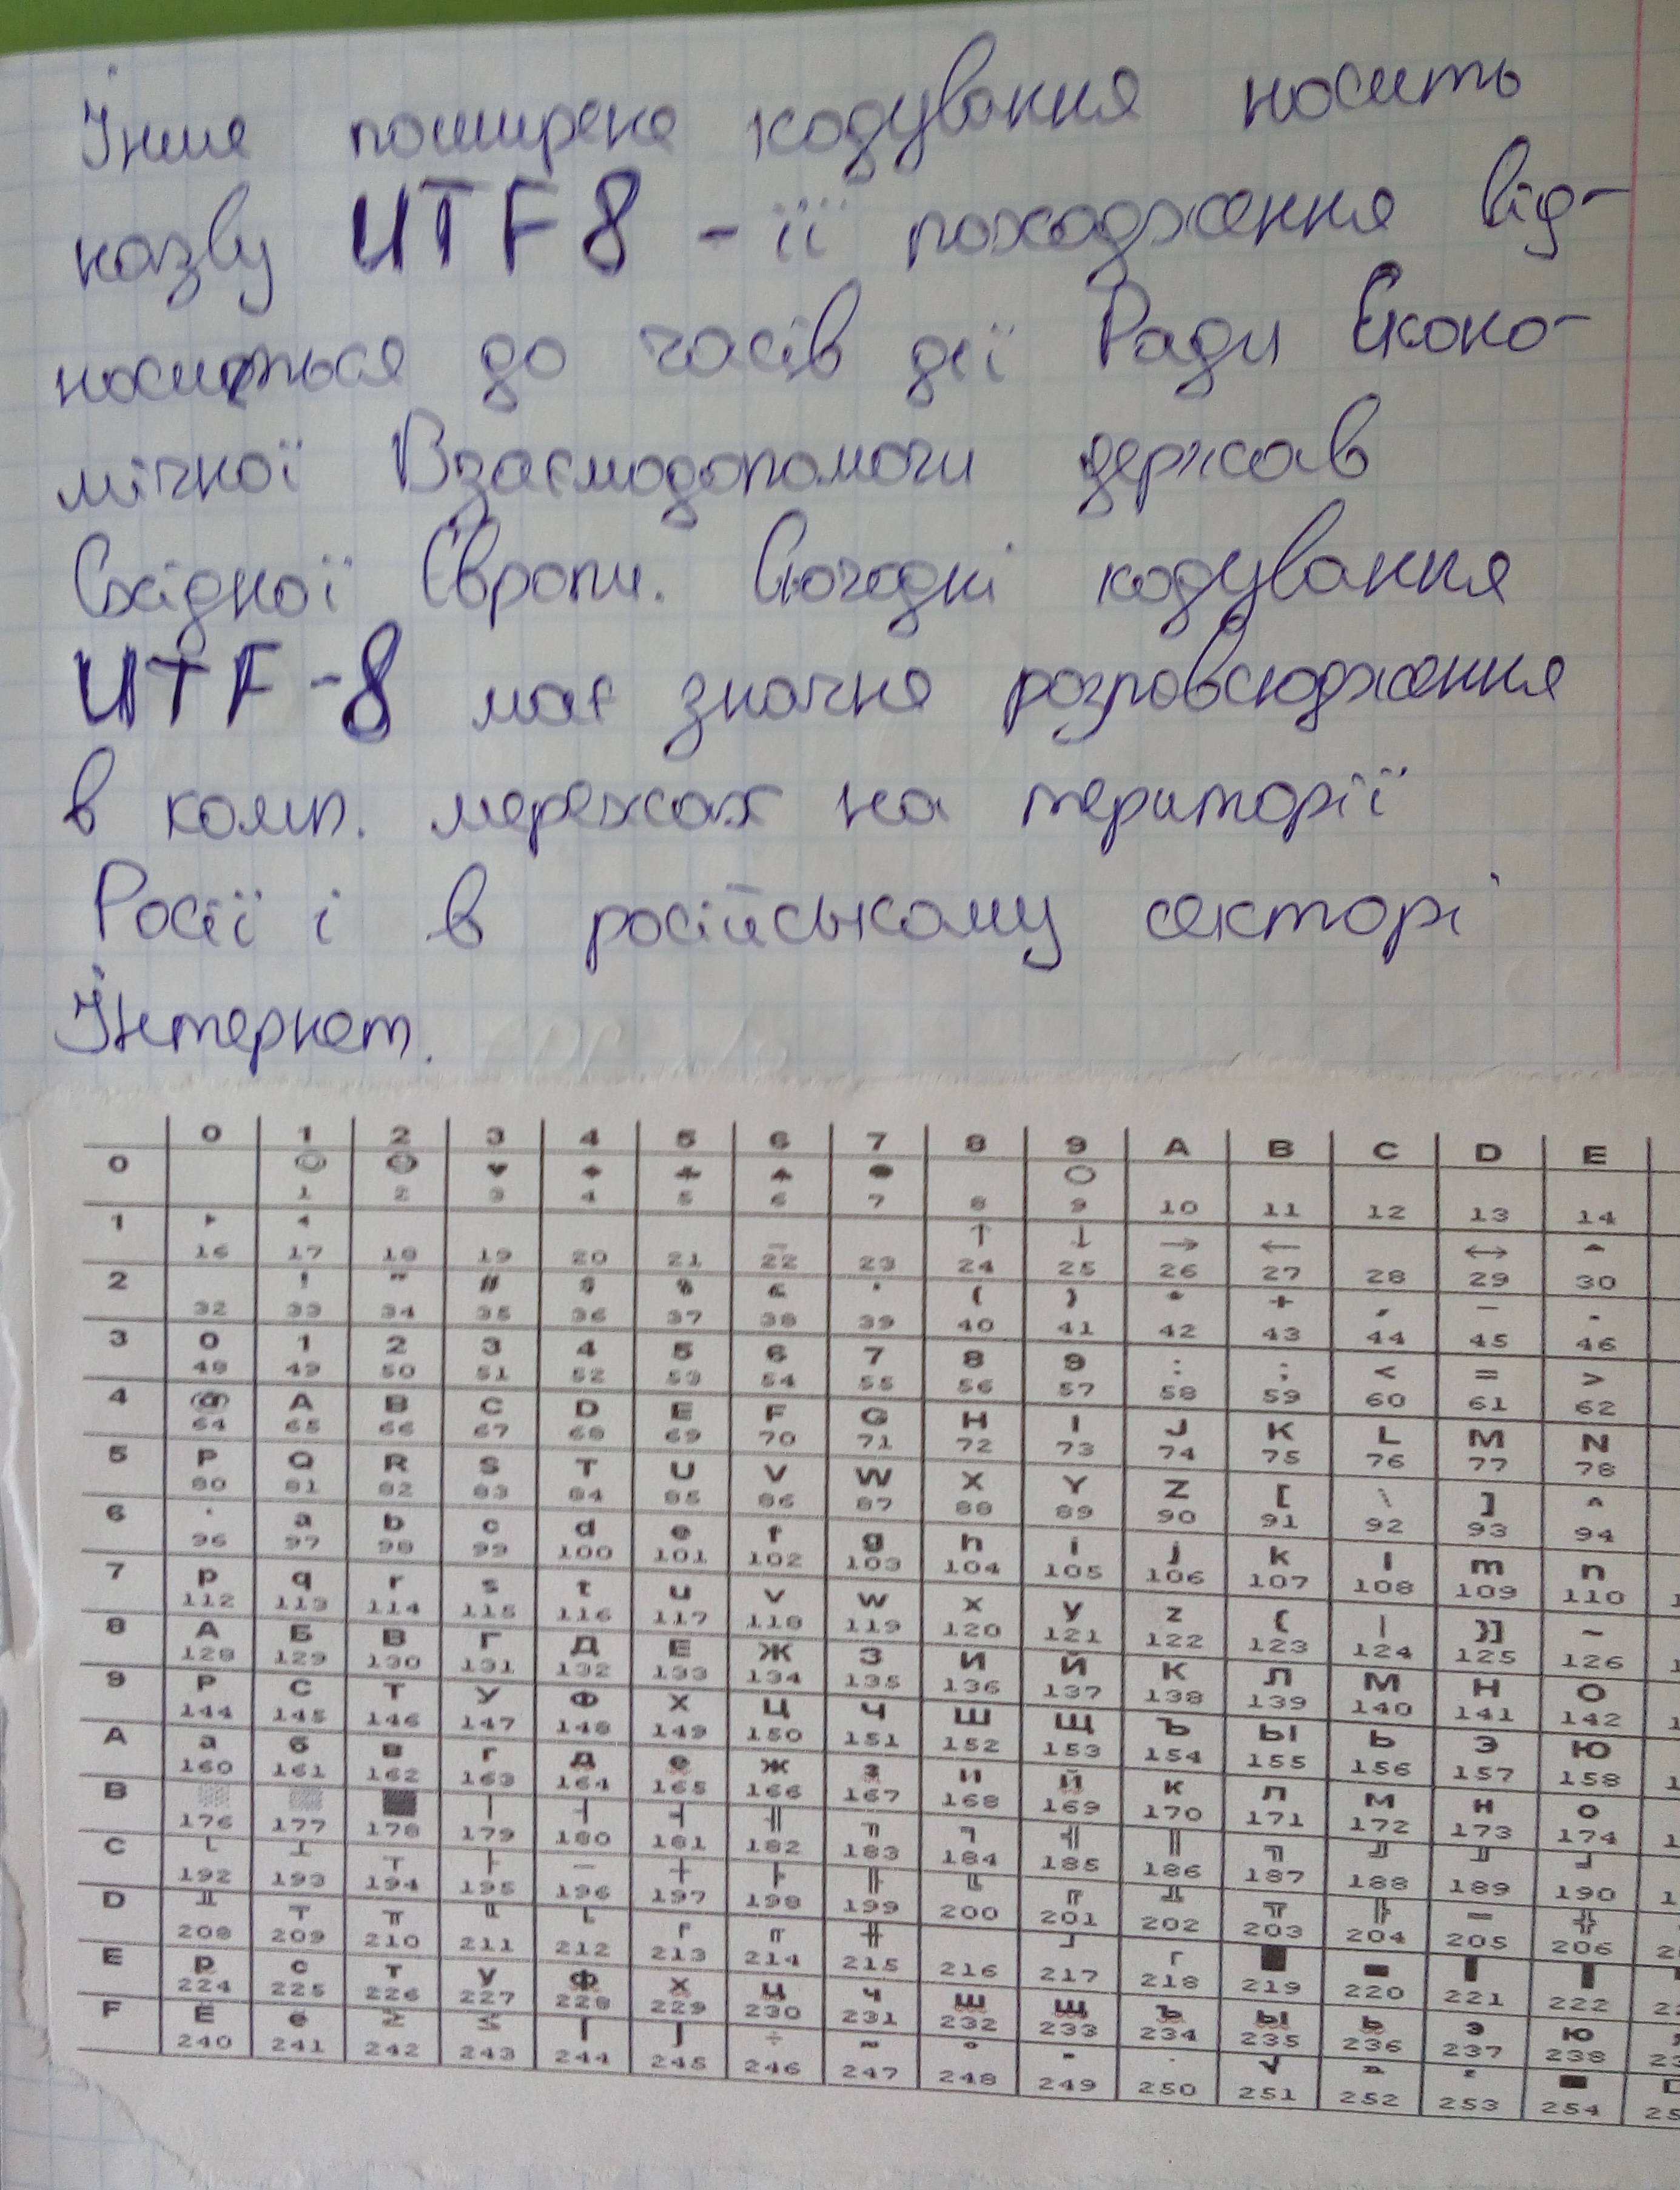 Інше поширене кодування носить
назву UTF8 - її походження від-
носиться до часів дії Ради Еконо-
мічної Взаємодопомоги держав
Східної Європи. Сьогодні кодування
UTF-8 має значне розповсюдження
в комп. мережах на території
Росії і в російському секторі
Інтернет.
0 1 2 3 4 5 6 7 8 9 A B C D E
0
1 2 3 4 5 6 7 8 9 10 11 12 13 14
1 ↑ ↓ → ← ↔
16 17 18 19 20 21 22 23 24 25 26 27 28 29 30
2 ! " # ( ) * + , - .
32 33 34 35 36 37 38 39 40 41 42 43 44 45 46
3 0 1 2 3 4 5 6 7 8 9 : ; < = >
48 49 50 51 52 53 54 55 56 57 58 59 60 61 62
4 @ A B C D E F G H I J K L M N
64 65 66 67 68 69 70 71 72 73 74 75 76 77 78
5 P Q R S T U V W X Y Z [ \ ] ^
80 81 82 83 84 85 86 87 88 89 90 91 92 93 94
6 a b c d e f g h i j k l m n
96 97 98 99 100 101 102 103 104 105 106 107 108 109 110
7 p q r s t u v w x y z { | }] ~
112 113 114 115 116 117 118 119 120 121 122 123 124 125 126
8 А Б В Г Д Е Ж З И Й К Л М Н О
128 129 130 131 132 133 134 135 136 137 138 139 140 141 142
9 Р С Т У Ф Х Ц Ч Ш Щ Ъ Ы Ь Э Ю
144 145 146 147 148 149 150 151 152 153 154 155 156 157 158
A а б в г д е ж з и й к л м н о
160 161 162 163 164 165 166 167 168 169 170 171 172 173 174
B
176 177 178 179 180 181 182 183 184 185 186 187 188 189 190
C
192 193 194 195 196 197 198 199 200 201 202 203 204 205 206
D
208 209 210 211 212 213 214 215 216 217 218 219 220 221 222
E р с т у ф х ц ч ш щ ъ ы ь э ю
224 225 226 227 228 229 230 231 232 233 234 235 236 237 238
F Ё ё ≥ ≤ ÷
240 241 242 243 244 245 246 247 248 249 250 251 252 253 254